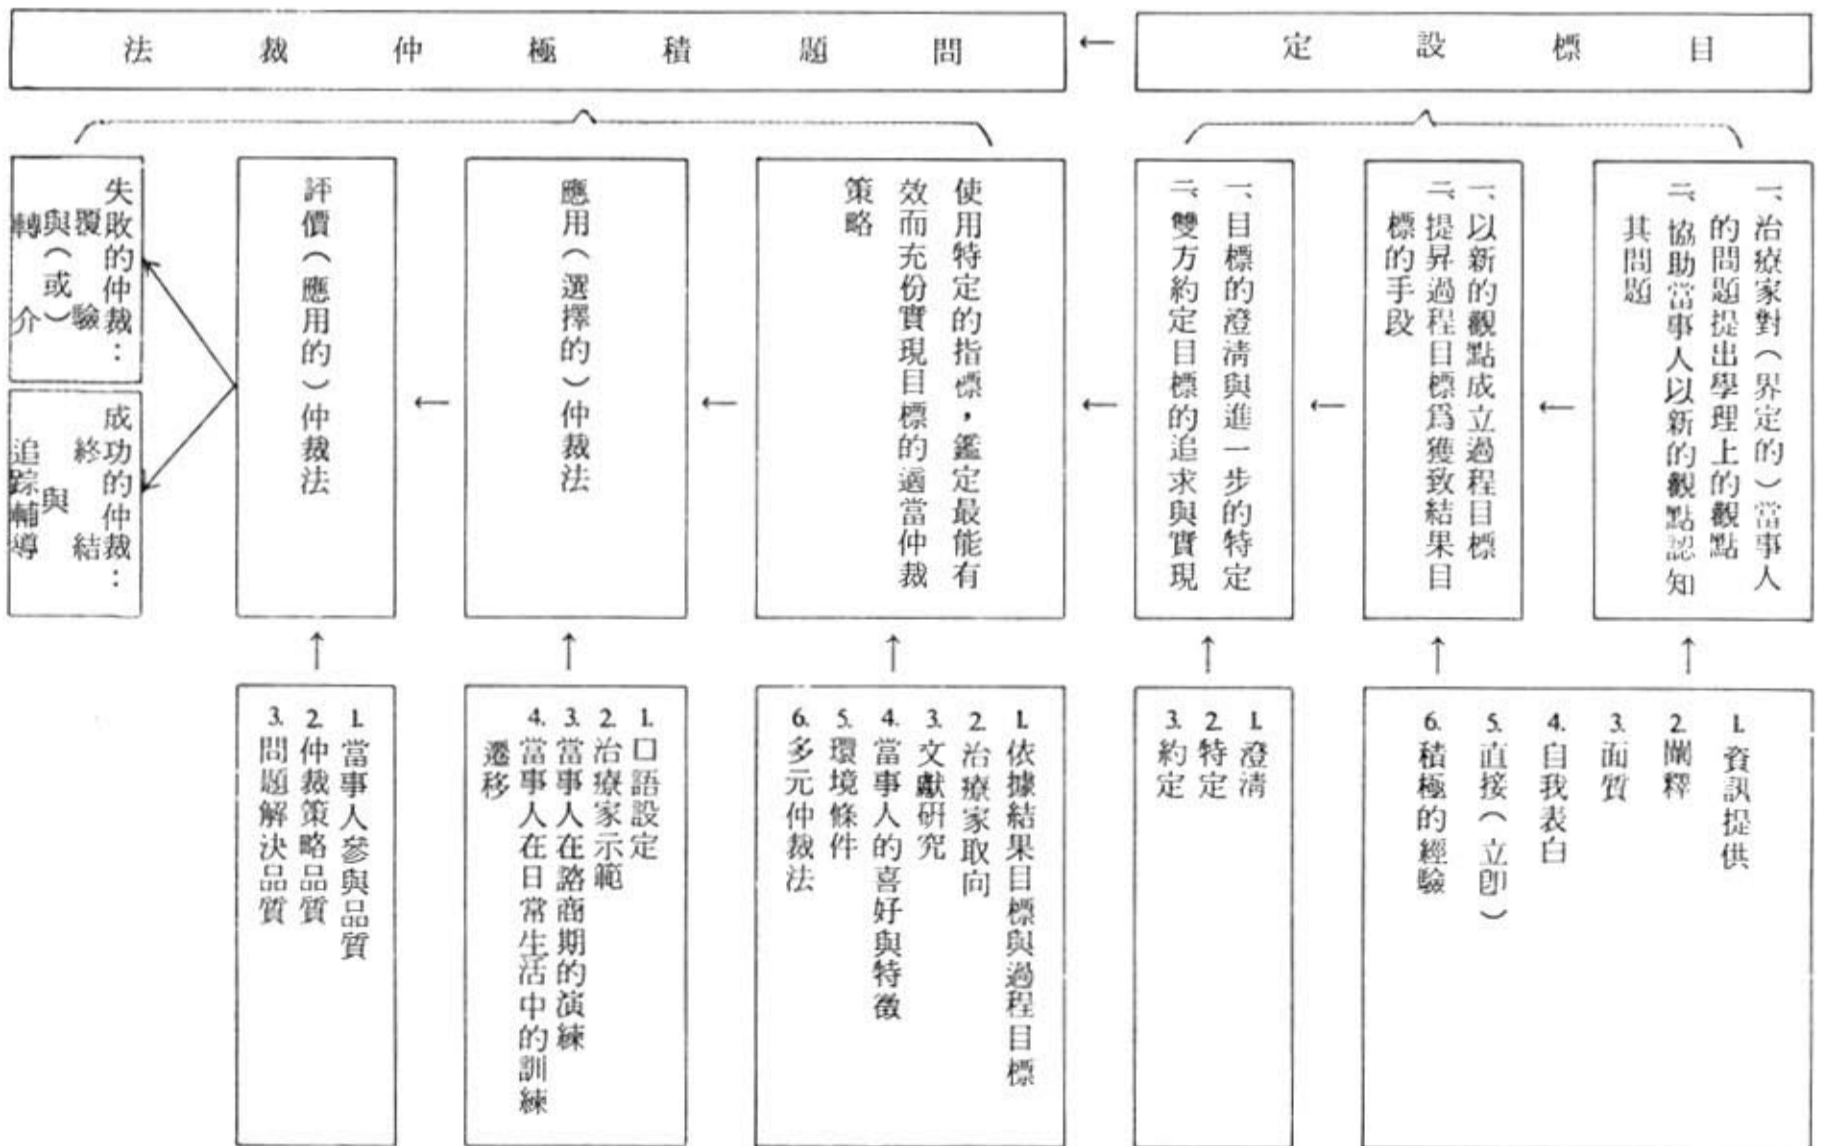 目標設定
←
問題積極仲裁法
一、治療家對（界定的）當事人
的問題提出學理上的觀點
二、協助當事人以新的觀點認知
其問題
←
一、以新的觀點成立過程目標
二、提昇過程目標爲獲致結果目
標的手段
←
一、目標的澄清與進一步的特定
二、雙方約定目標的追求與實現
←
使用特定的指標，鑑定最能有
效而充份實現目標的適當仲裁
策略
←
應用（選擇的）仲裁法
←
評價（應用的）仲裁法
失敗的仲裁：
覆驗
與（或）
轉介
成功的仲裁：
終結
與
追踪輔導
↑
↑
↑
↑
↑
↑
1. 資訊提供
2. 闡釋
3. 面質
4. 自我表白
5. 直接（立卽）
6. 積極的經驗
1. 澄淸
2. 特定
3. 約定
1. 依據結果目標與過程目標
2. 治療家取向
3. 文獻研究
4. 當事人的喜好與特徵
5. 環境條件
6. 多元仲裁法
1. 口語設定
2. 治療家示範
3. 當事人在諮商期的演練
4. 當事人在日常生活中的訓練
遷移
1. 當事人參與品質
2. 仲裁策略品質
3. 問題解決品質